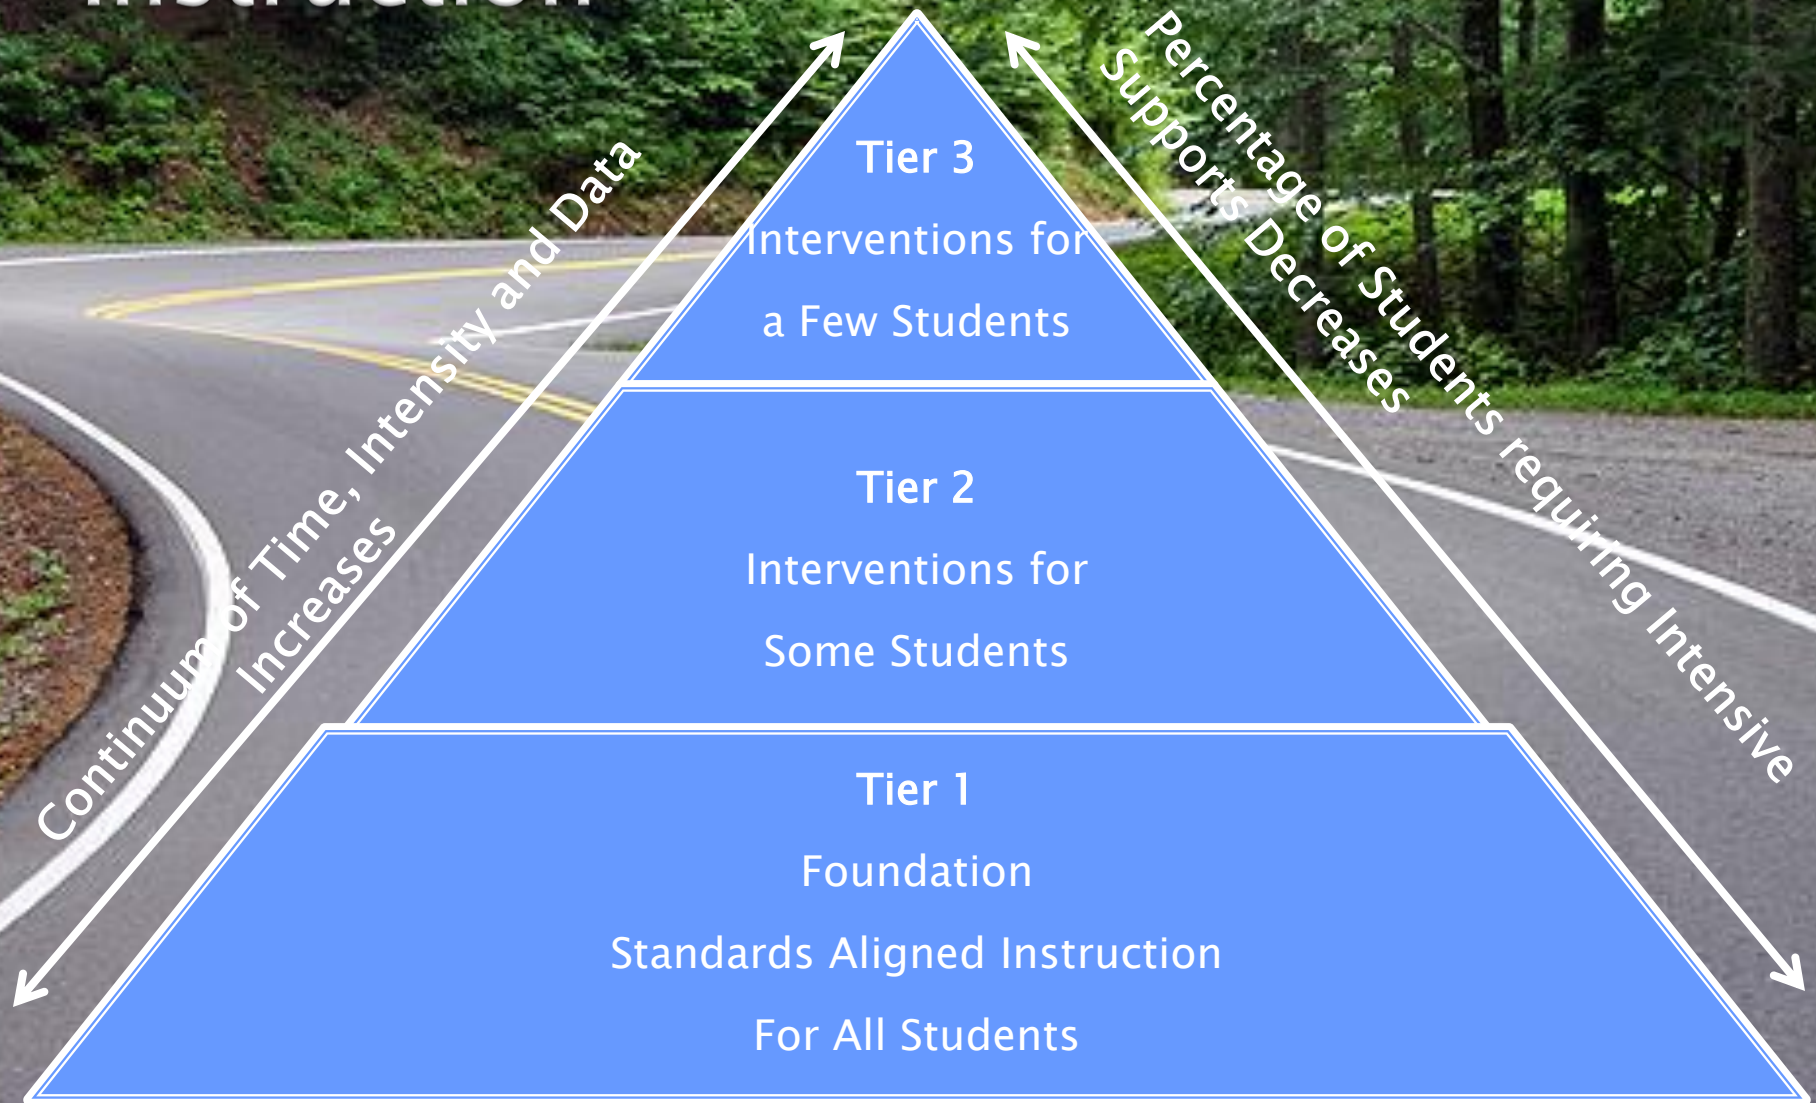 Instruction
Tier 3
Interventions for
a Few Students
Tier 2
Interventions for
Some Students
Tier 1
Foundation
Standards Aligned Instruction
For All Students
Continuum of Time, Intensity and Data
Increases
Percentage of Students requiring Intensive
Supports Decreases